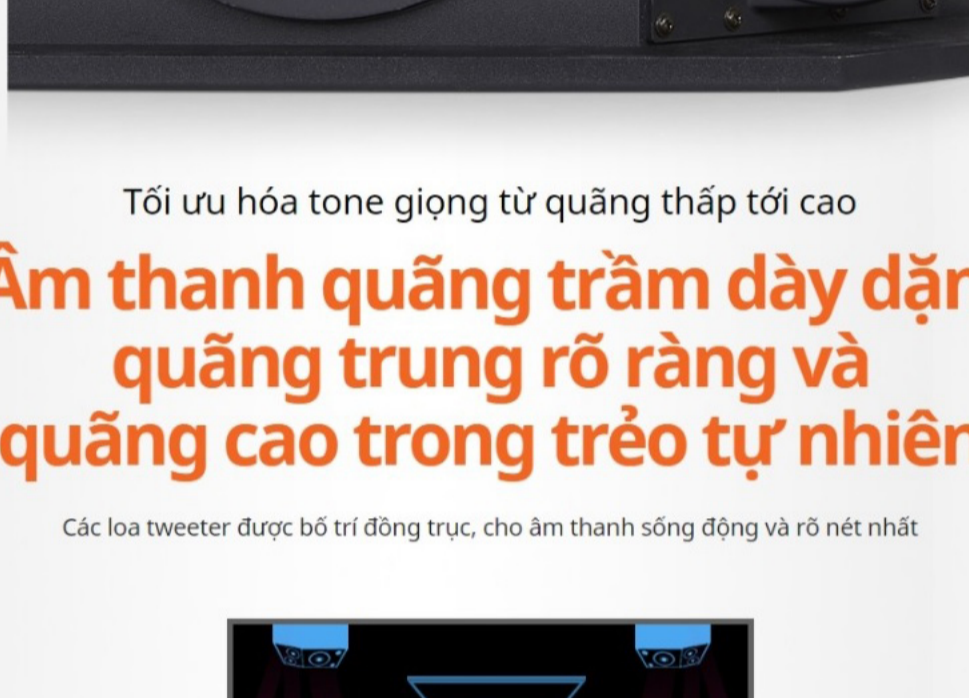 Tối ưu hóa tone giọng từ quãng thấp tới cao
Âm thanh quãng trầm dày dặn
quãng trung rõ ràng và
quãng cao trong trẻo tự nhiên
Các loa tweeter được bố trí đồng trục, cho âm thanh sống động và rõ nét nhất